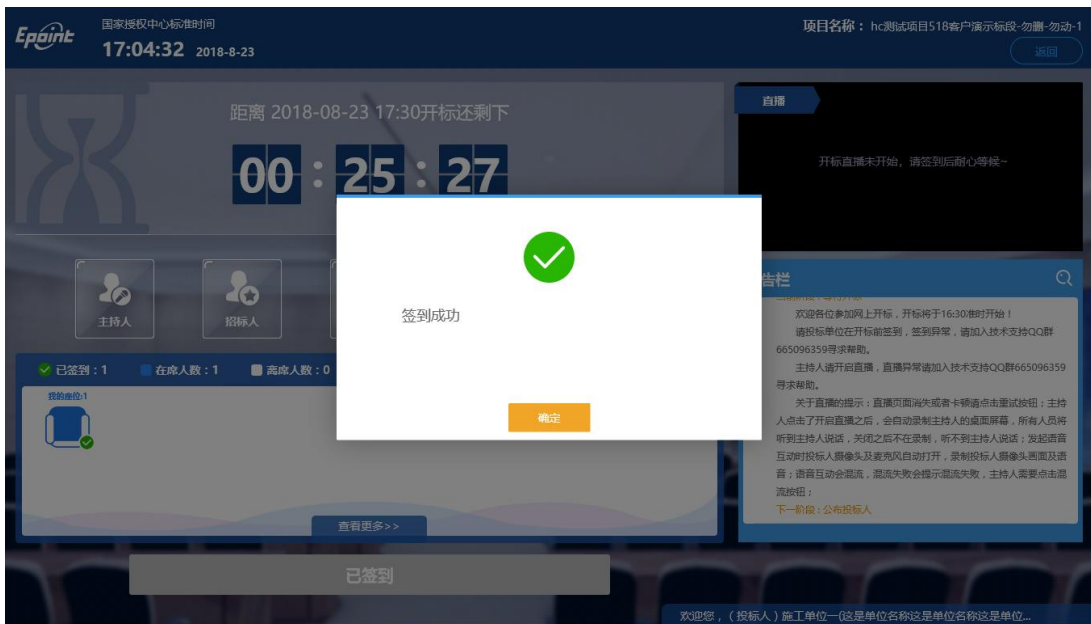 Epoint
国家授权中心标准时间
17:04:32 2018-8-23
项目名称：hc测试项目518客户演示标段-勿删-勿动-1
返回
距离 2018-08-23 17:30开标还剩下
00 : 25 : 27
直播
开标直播未开始，请签到后耐心等候~
签到成功
确定
主持人
招标人
告栏
欢迎各位参加网上开标，开标将于16:30准时开始！
请投标单位在开标前签到，签到异常，请加入技术支持QQ群
665096359寻求帮助。
主持人请开启直播，直播异常请加入技术支持QQ群665096359
寻求帮助。
关于直播的提示：直播页面消失或者卡顿请点击重试按钮；主持
人点击了开启直播之后，会自动录制主持人的桌面屏幕，所有人员将
听到主持人说话，关闭之后不在录制，听不到主持人说话；发起语音
互动时投标人摄像头及麦克风自动打开，录制投标人摄像头画面及语
音；语音互动会混流，混流失败会提示混流失败，主持人需要点击混
流按钮；
下一阶段：公布投标人
已签到：1 在席人数：1 离席人数：0
我的座位:1
查看更多>>
已签到
欢迎您，（投标人）施工单位一(这是单位名称这是单位名称这是单位...